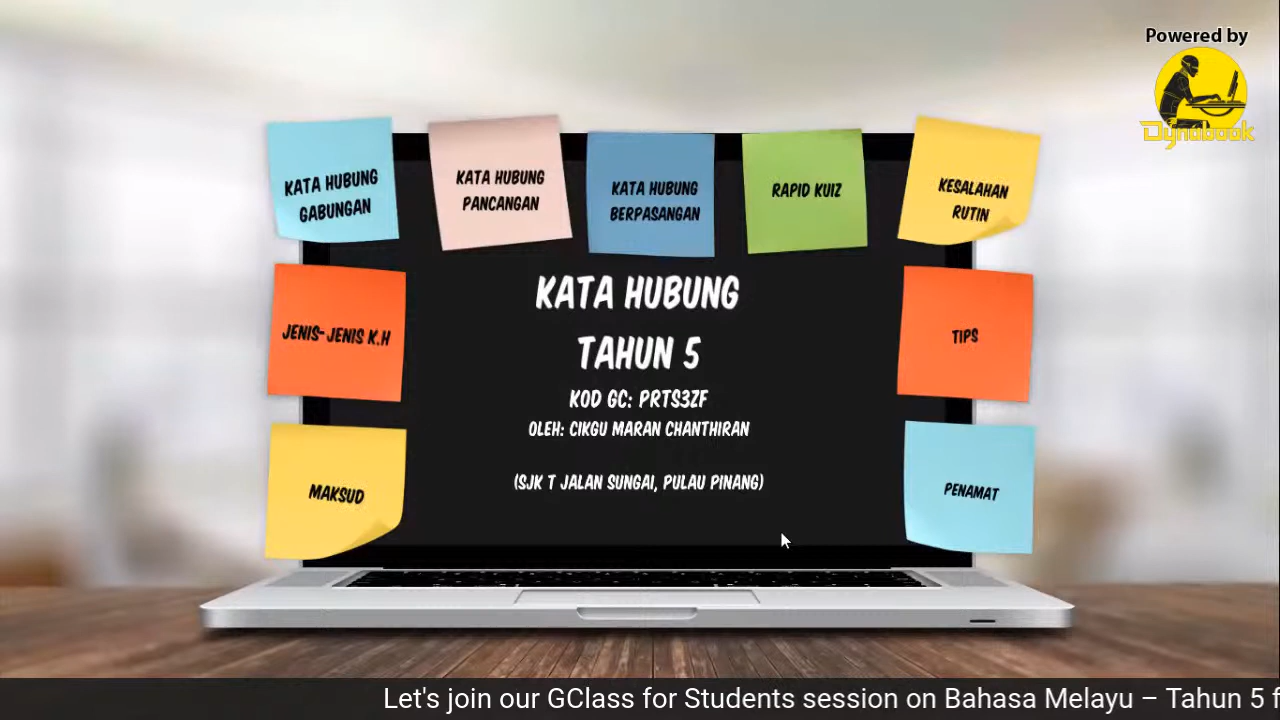 Powered by
Dynabook
KATA HUBUNG
GABUNGAN
KATA HUBUNG
PANCANGAN
KATA HUBUNG
BERPASANGAN
RAPID KUIZ
KESALAHAN
RUTIN
JENIS-JENIS K.H
KATA HUBUNG
TAHUN 5
KOD GC: PRTS3ZF
OLEH: CIKGU MARAN CHANTHIRAN
(SJK T JALAN SUNGAI, PULAU PINANG)
TIPS
MAKSUD
PENAMAT
Let's join our GClass for Students session on Bahasa Melayu – Tahun 5 f